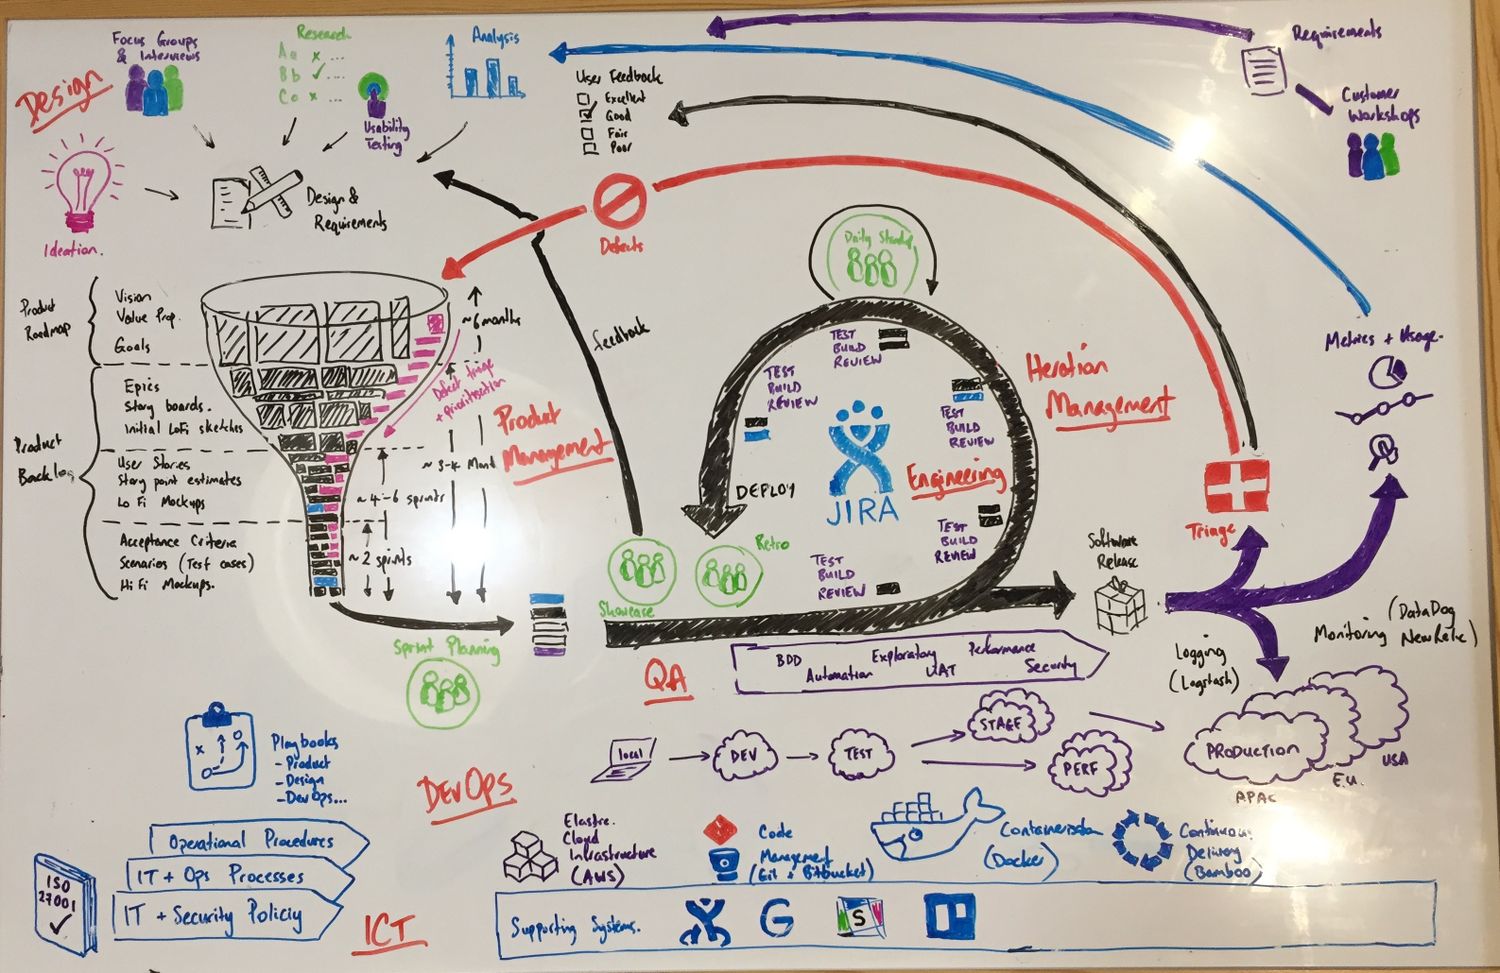 Design
Focus Groups
& Interviews
Research
Aa x ...
Bb ✓ ....
Cc x ...
Usability
Testing
Analysis
User Feedback
Excellent
Good
Fair
Poor
Requirements
Customer
Workshops
Ideation.
Design &
Requirements
Defects
Daily Standup
Product
Roadmap
Vision
Value Prop.
Goals
~6 months
Defect Triage
+ prioritisation
Product
Backlog
Epics
Story boards.
Initial LoFi sketches
User Stories
Story point estimates
Lo Fi Mockups
Acceptance Criteria
Scenarios (Test cases)
Hi Fi Mockups.
~ 3-4 Mont
~ 4-6 sprints
~ 2 sprints
Product
Management
feedback
TEST
BUILD
REVIEW
TEST
BUILD
REVIEW
TEST
BUILD
REVIEW
TEST
BUILD
REVIEW
TEST
BUILD
REVIEW
DEPLOY
JIRA
Engineering
Iteration
Management
Metrics + Usage.
Triage
Software
Release
Showcase
Retro
Sprint Planning
QA
BDD
Automation
Exploratory
UAT
Performance
Security
Logging
(Logstash)
Monitoring
(DataDog
NewRelic)
local
DEV
TEST
STAGE
PERF
PRODUCTION
APAC
E.U.
USA
Playbooks
- Product
- Design
- DevOps...
DevOps
Elastic
Cloud
Infrastructure
(AWS)
Code
Management
(Git + Bitbucket)
(Docker)
Continuous
Delivery
(Bamboo)
Operational Procedures
IT + Ops Processes
IT + Security Policiy
ISO
27001
✓
ICT
Supporting Systems.
G
S